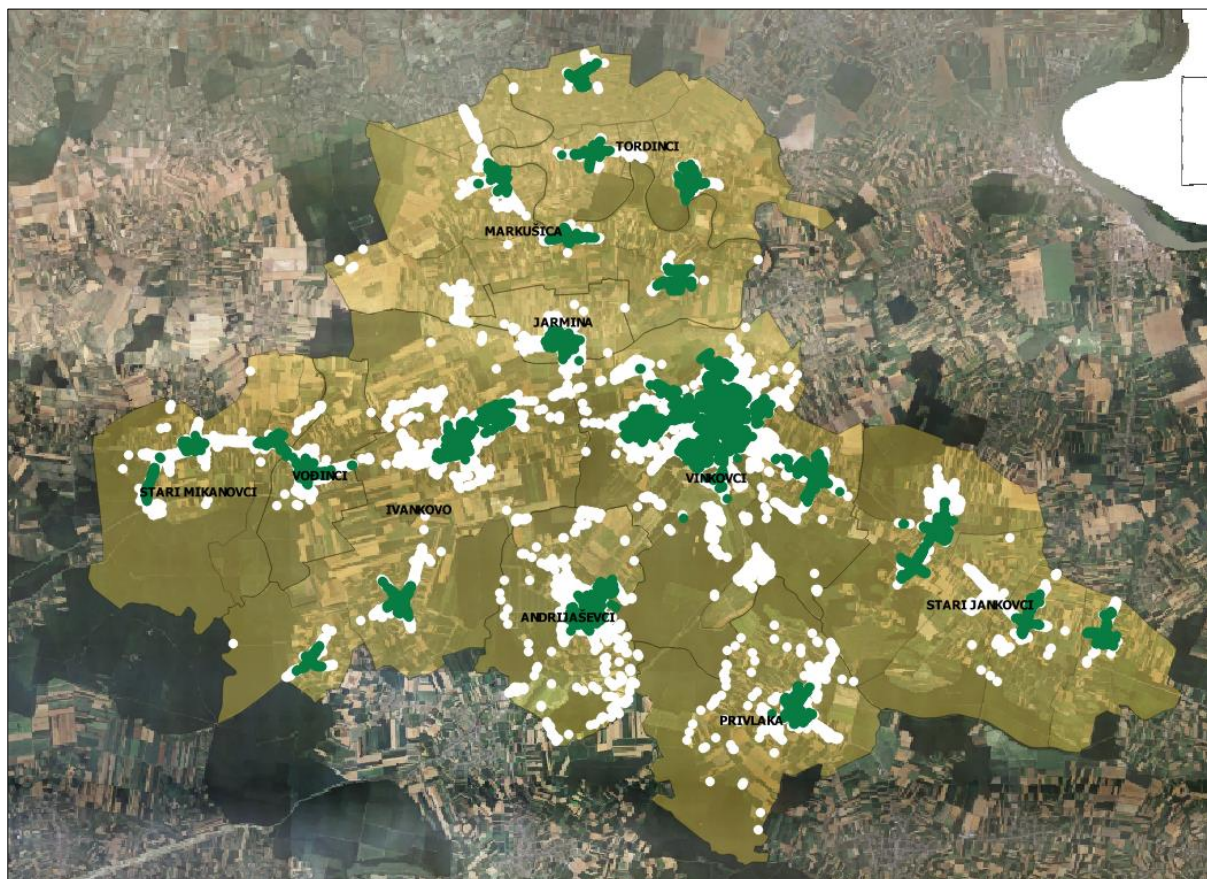 TORDINCI
MARKUŠICA
JARMINA
VOĐINCI
VINKOVCI
STARI MIKANOVCI
IVANKOVO
STARI JANKOVCI
ANDRIJAŠEVCI
PRIVLAKA